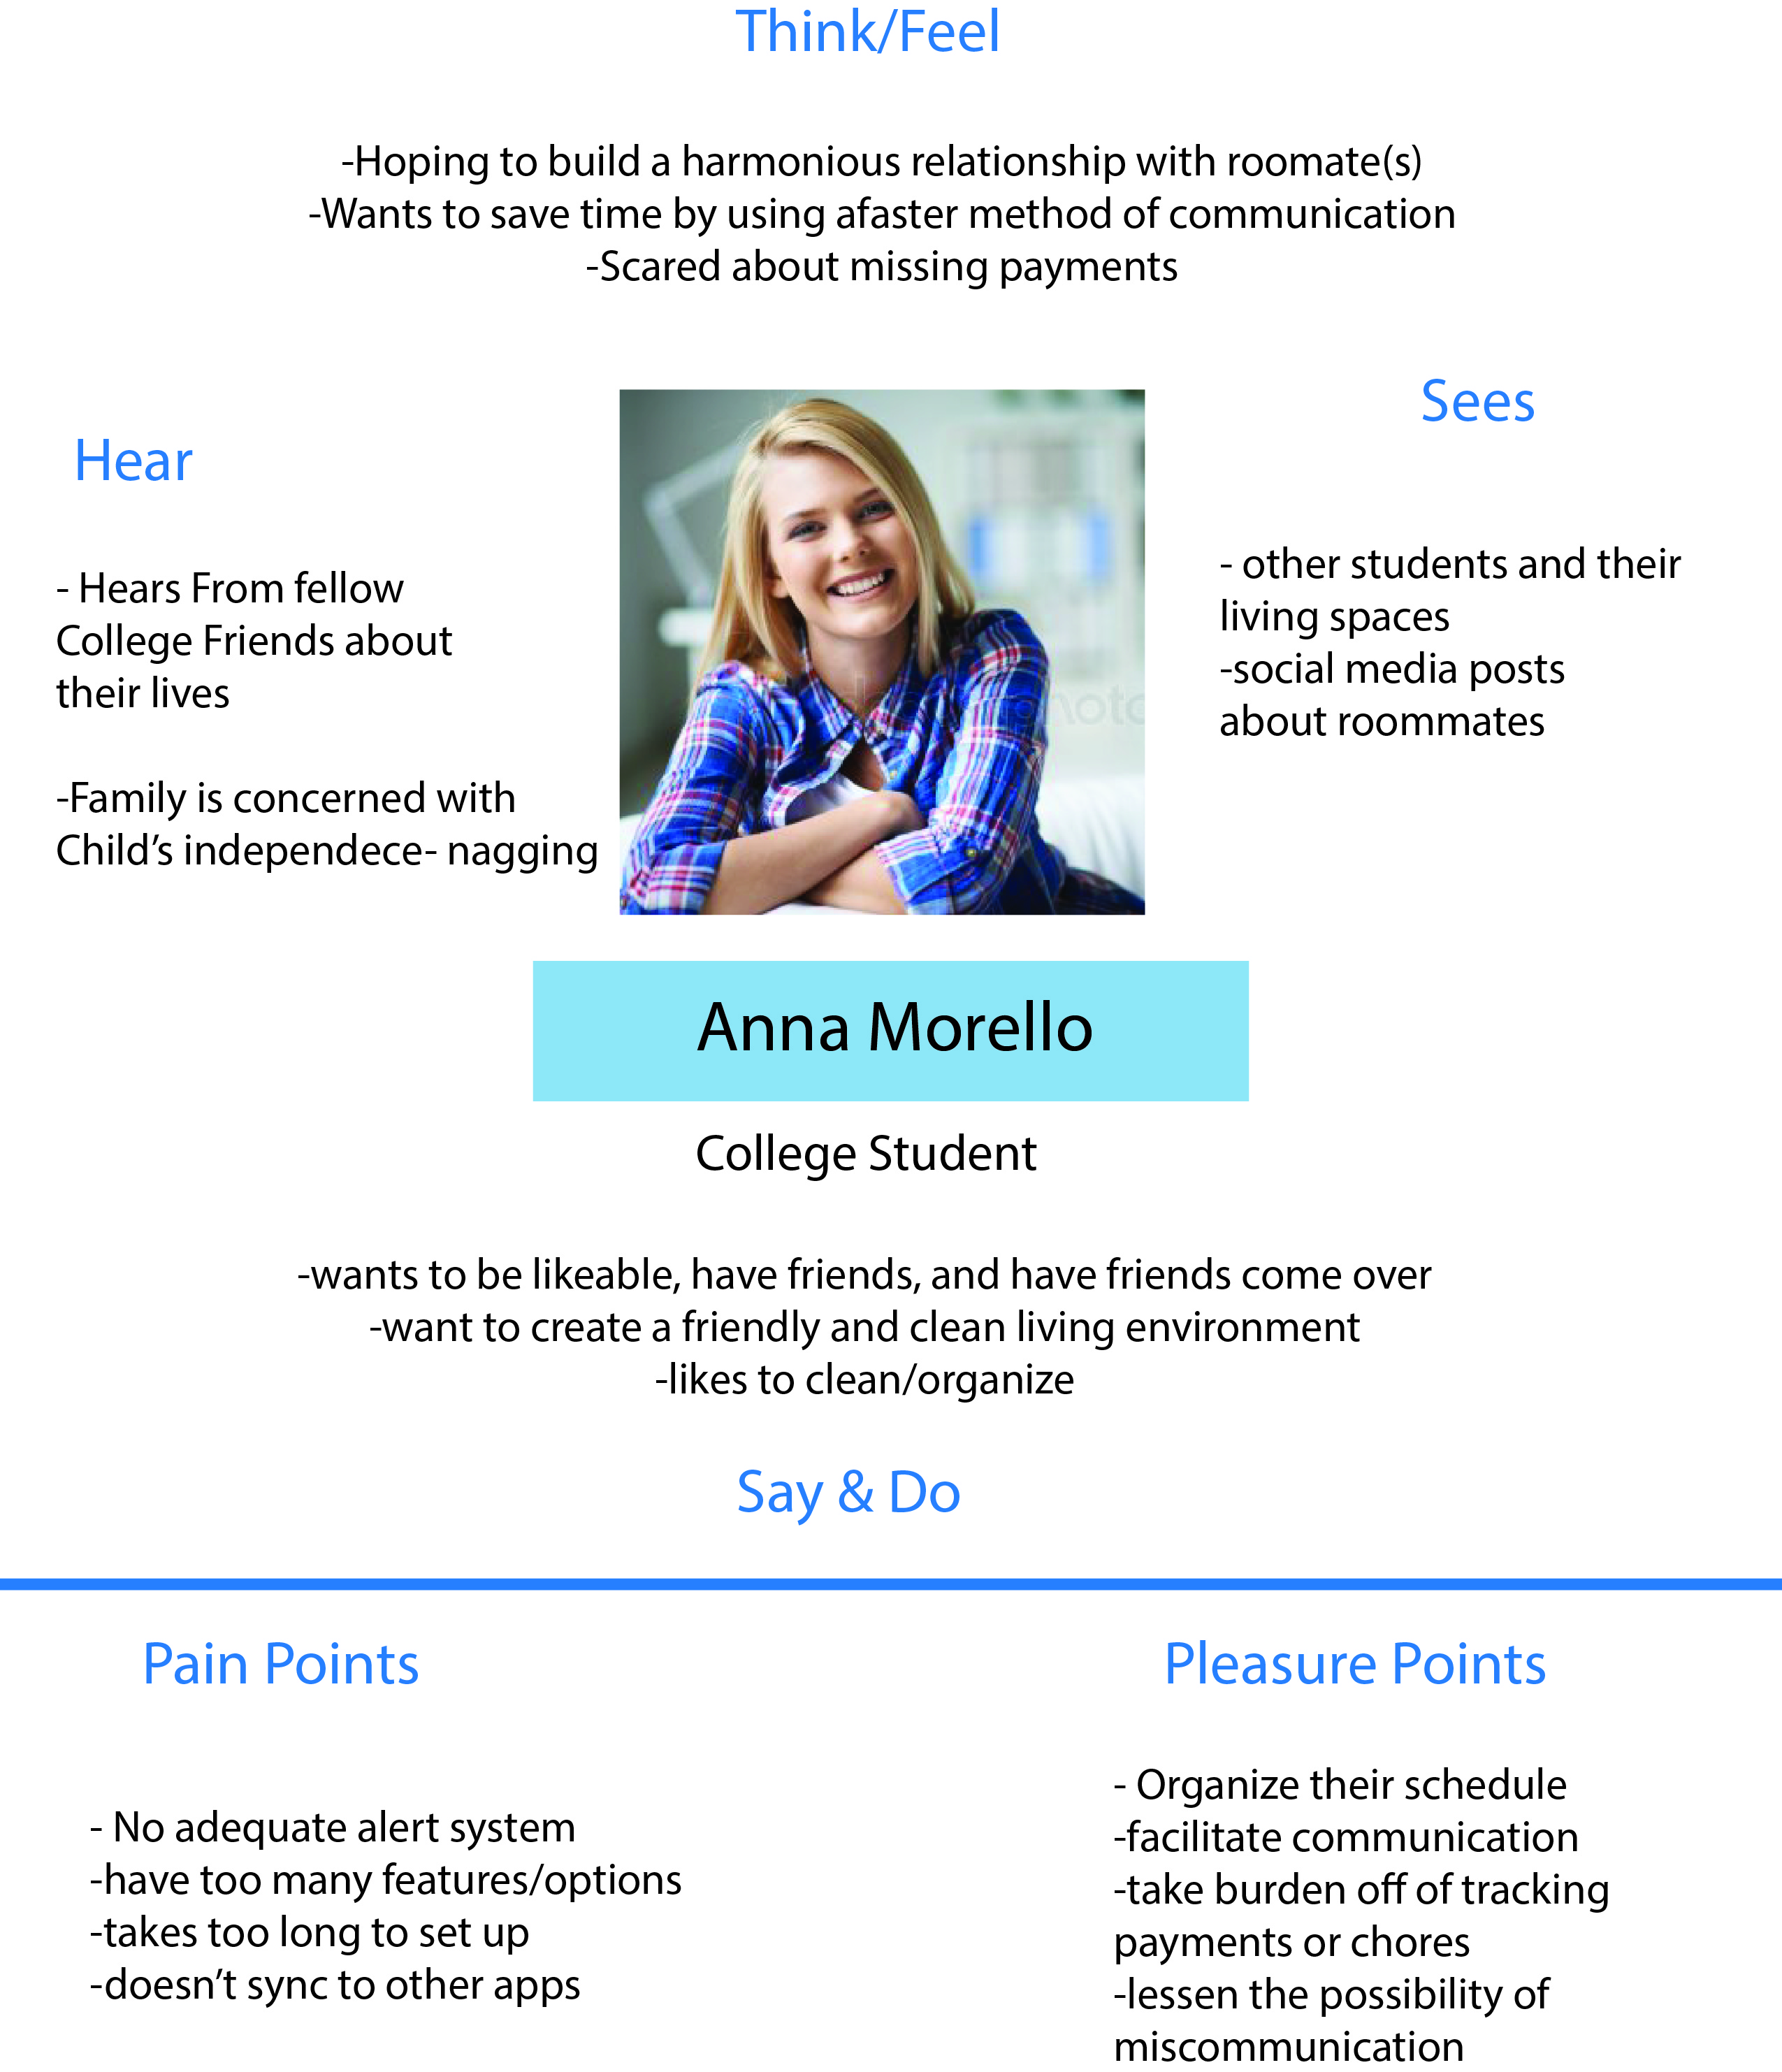 Think/Feel
-Hoping to build a harmonious relationship with roomate(s)
-Wants to save time by using afaster method of communication
-Scared about missing payments
Hear
- Hears From fellow
College Friends about
their lives
-Family is concerned with
Child’s independece- nagging
Sees
- other students and their
living spaces
-social media posts
about roommates
Anna Morello
College Student
-wants to be likeable, have friends, and have friends come over
-want to create a friendly and clean living environment
-likes to clean/organize
Say & Do
Pain Points
- No adequate alert system
-have too many features/options
-takes too long to set up
-doesn’t sync to other apps
Pleasure Points
- Organize their schedule
-facilitate communication
-take burden off of tracking
payments or chores
-lessen the possibility of
miscommunication